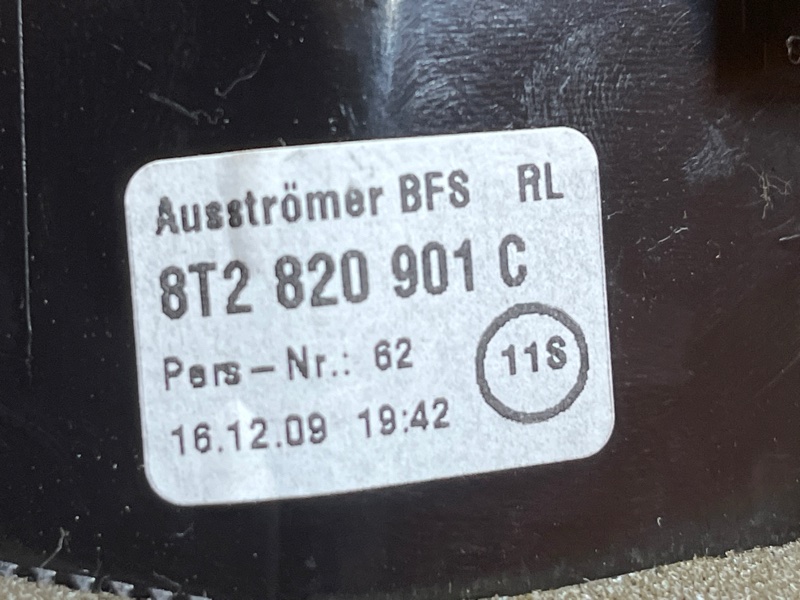 Ausströmer BFS RL
8T2 820 901 C
Pers-Nr.: 62
11S
16.12.09 19:42